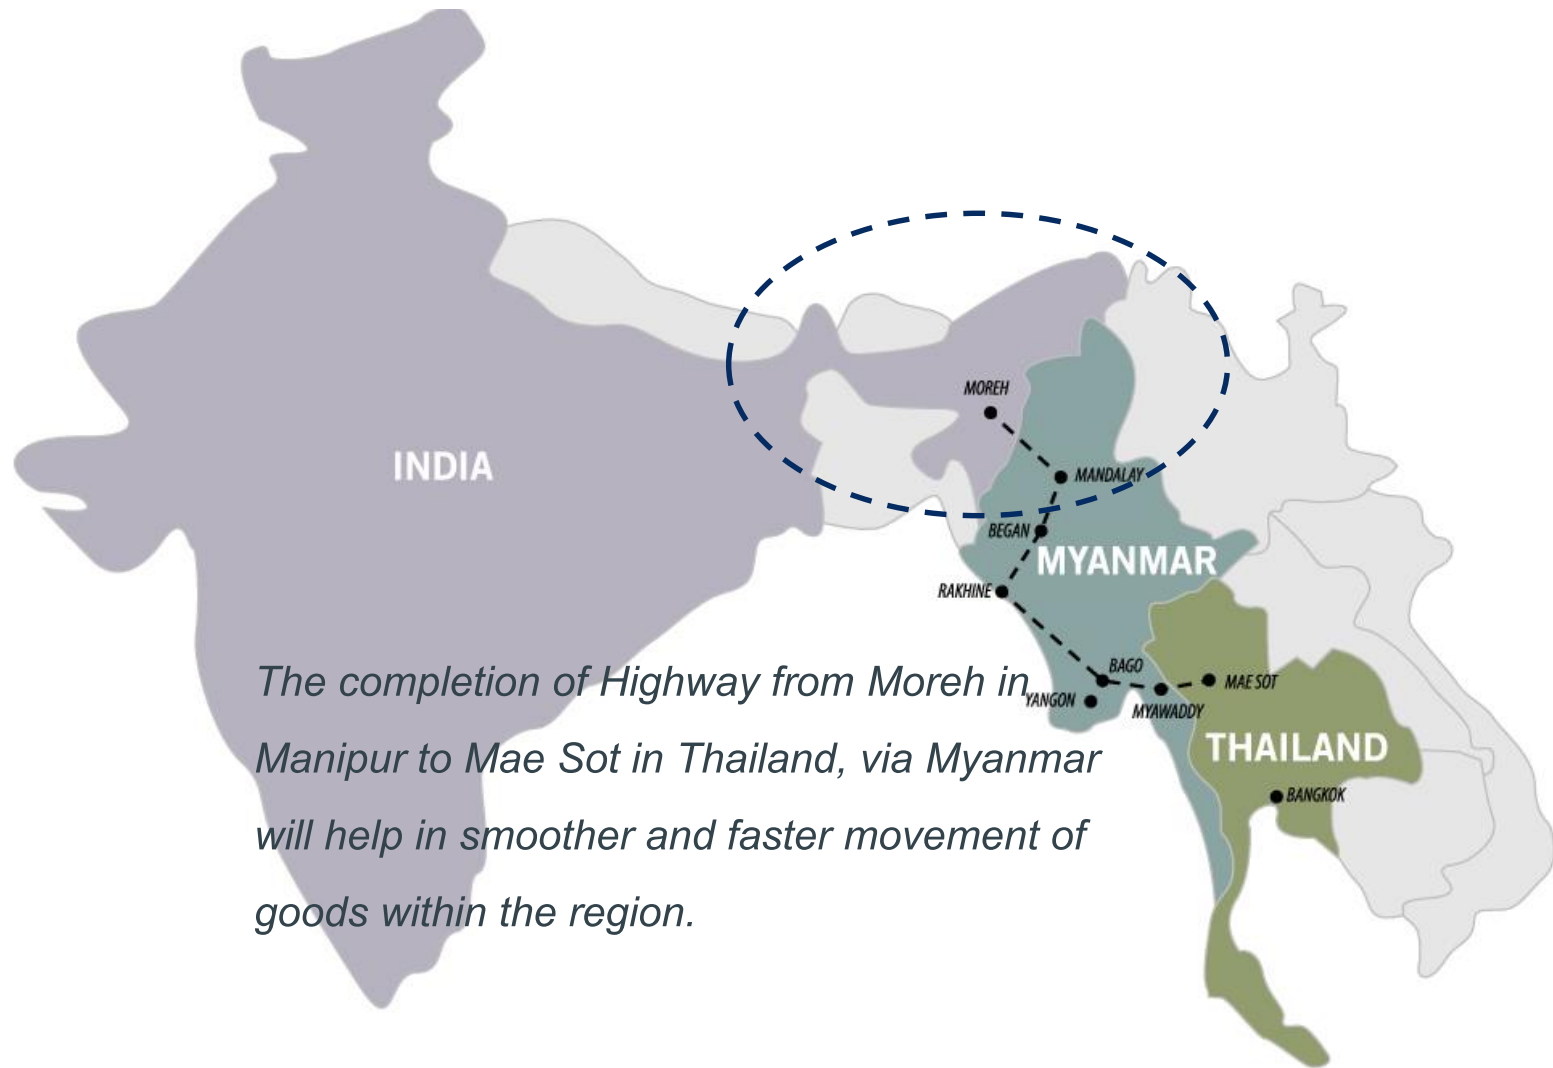 MOREH
INDIA
MANDALAY
BEGAN
MYANMAR
RAKHINE
The completion of Highway from Moreh in
BAGO
MAE SOT
YANGON
MYAWADDY
Manipur to Mae Sot in Thailand, via Myanmar
THAILAND
BANGKOK
will help in smoother and faster movement of
goods within the region.